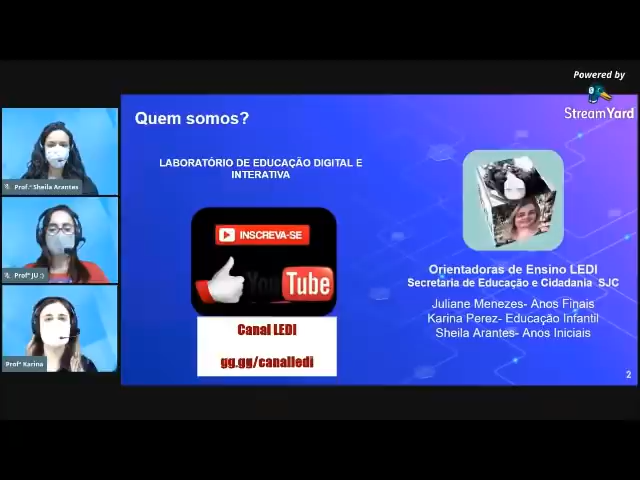 Powered by
StreamYard
Quem somos?
LABORATÓRIO DE EDUCAÇÃO DIGITAL E
INTERATIVA
INSCREVA-SE
YouTube
Canal LEDI
gg.gg/canalledi
Orientadoras de Ensino LEDI
Secretaria de Educação e Cidadania SJC
Juliane Menezes- Anos Finais
Karina Perez- Educação Infantil
Sheila Arantes- Anos Iniciais
2
Prof.ª Sheila Arantes
Profª JU :)
Profª Karina